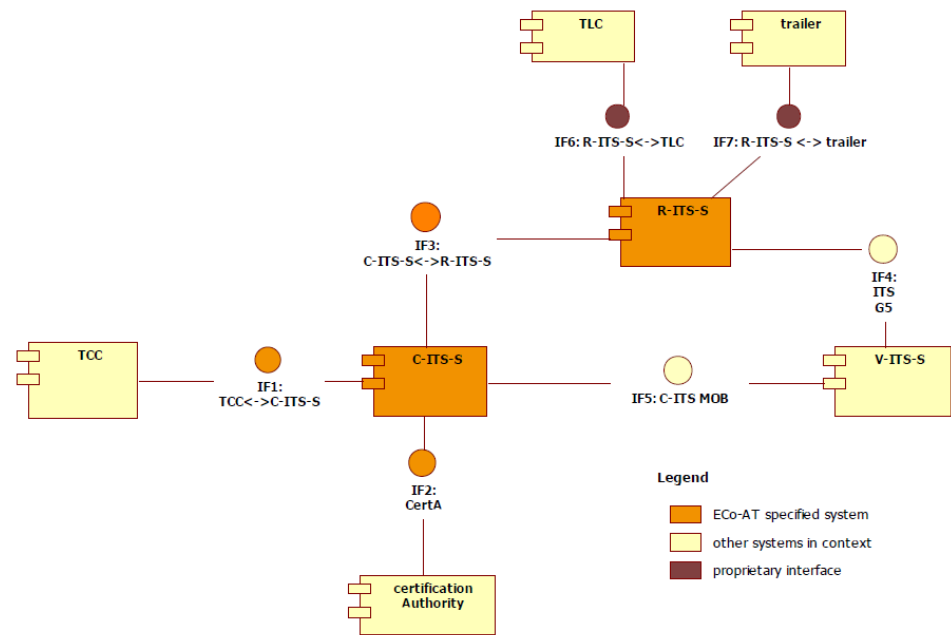 TLC
trailer
IF6: R-ITS-S<->TLC
IF7: R-ITS-S <-> trailer
R-ITS-S
IF3:
C-ITS-S<->R-ITS-S
IF4:
ITS
G5
TCC
C-ITS-S
V-ITS-S
IF1:
TCC<->C-ITS-S
IF5: C-ITS MOB
IF2:
CertA
certification
Authority
Legend
ECo-AT specified system
other systems in context
proprietary interface